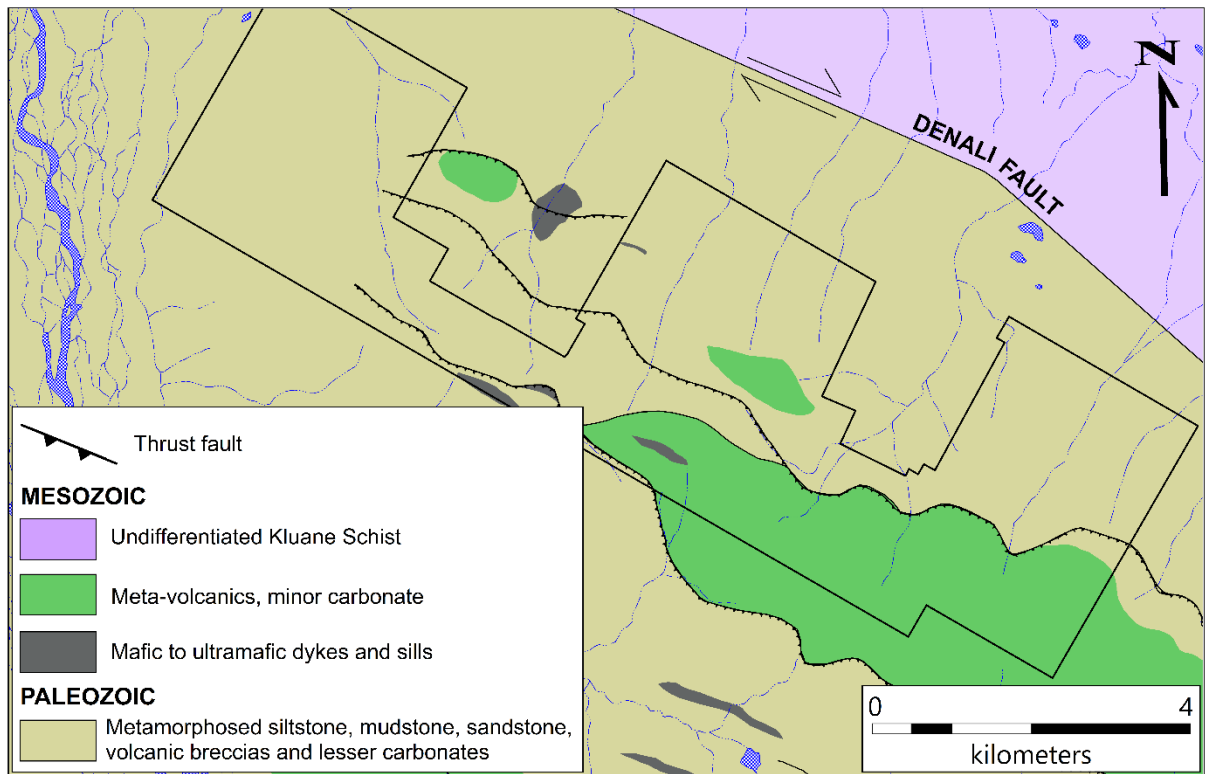 N
DENALI FAULT
Thrust fault
MESOZOIC
Undifferentiated Kluane Schist
Meta-volcanics, minor carbonate
Mafic to ultramafic dykes and sills
PALEOZOIC
Metamorphosed siltstone, mudstone, sandstone,
volcanic breccias and lesser carbonates
0 4
kilometers